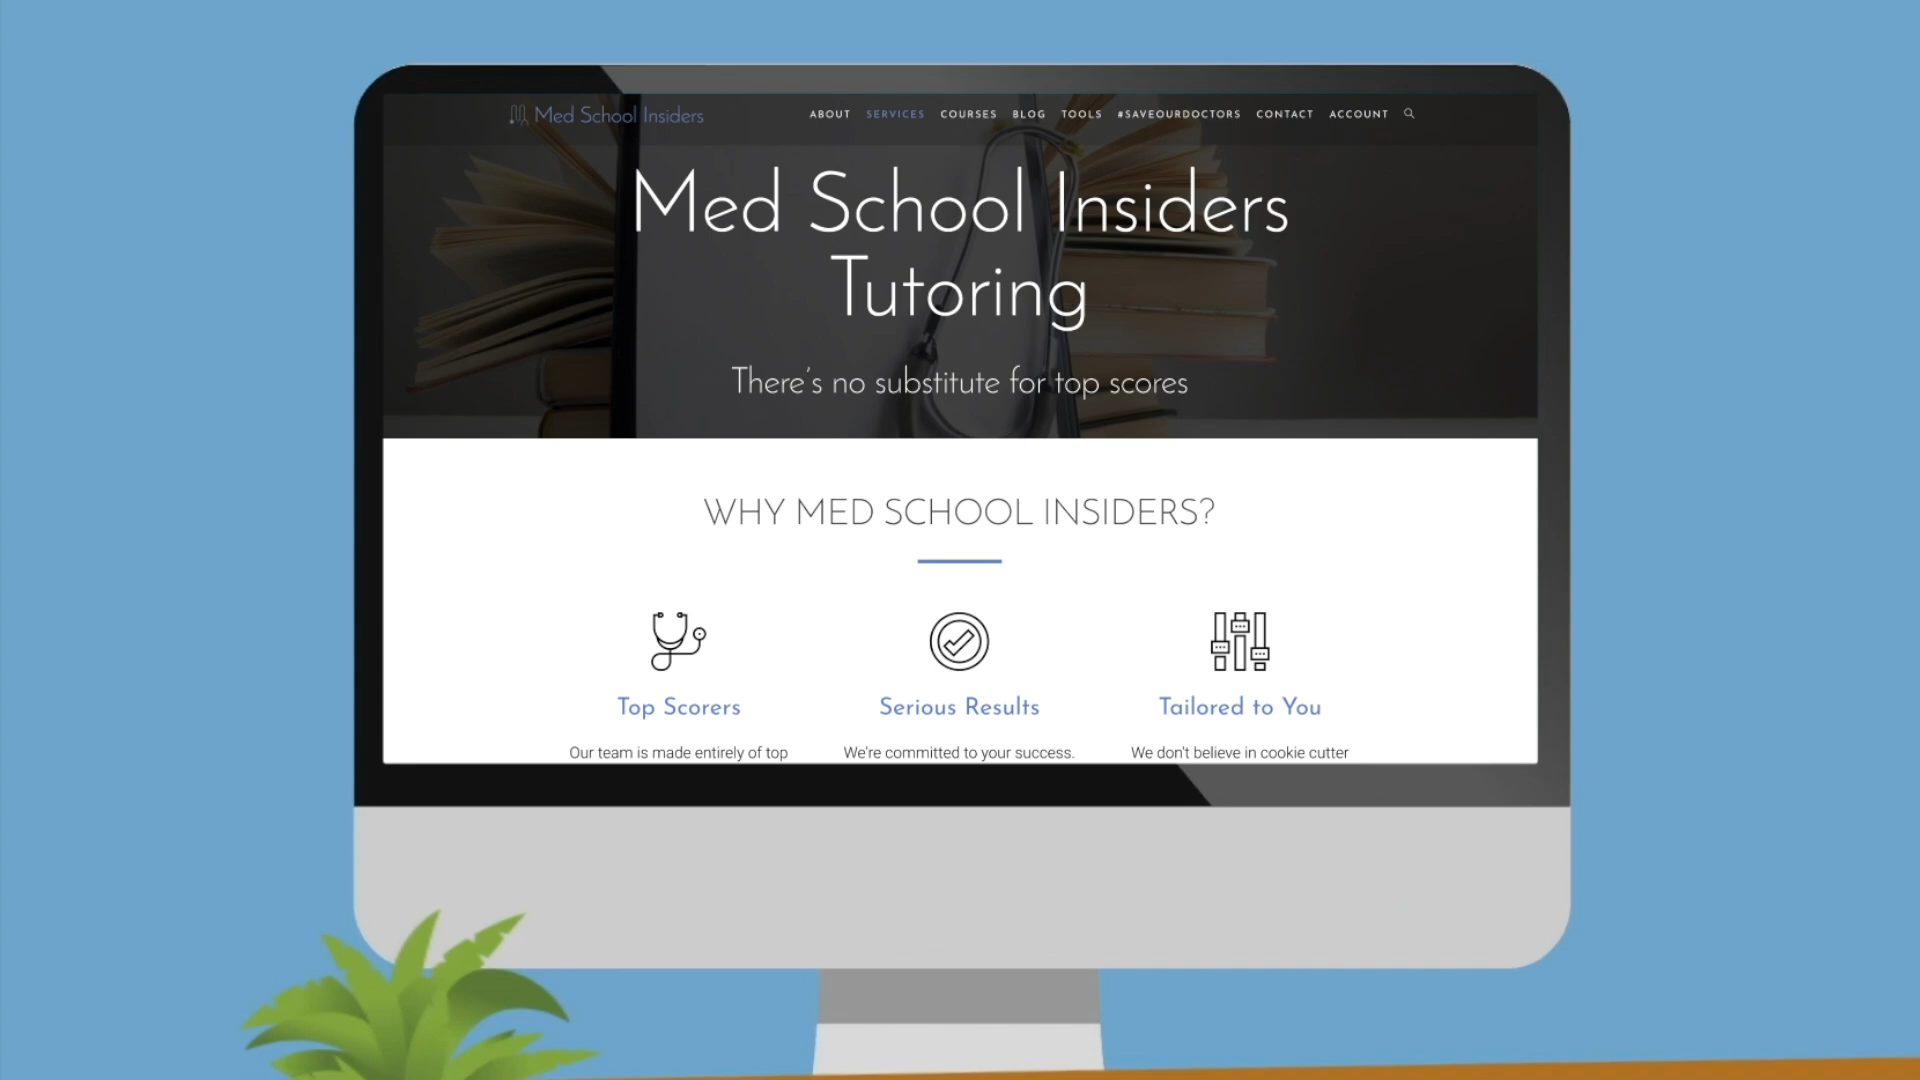 Med School Insiders
ABOUT SERVICES COURSES BLOG TOOLS #SAVEOURDOCTORS CONTACT ACCOUNT
Med School Insiders
Tutoring
There's no substitute for top scores
WHY MED SCHOOL INSIDERS?
Top Scorers
Serious Results
Tailored to You
Our team is made entirely of top
We're committed to your success.
We don't believe in cookie cutter